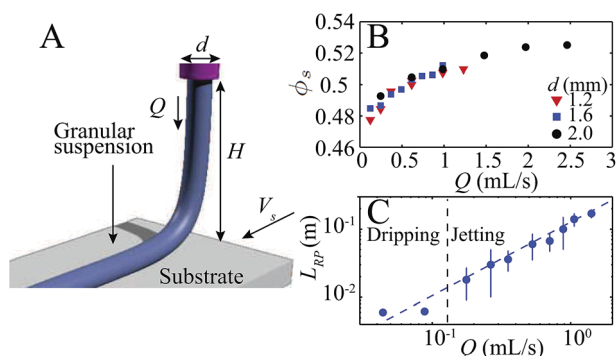 A
d
Q
Granular
suspension
H
V_s
Substrate
B
ϕ_s
0.54
0.52
0.5
0.48
0.46
0 0.5 1 1.5 2 2.5 3
Q (mL/s)
d (mm)
1.2
1.6
2.0
C
Dripping Jetting
L_RP (m)
10^-1
10^-2
10^-1 10^0
Q (mL/s)